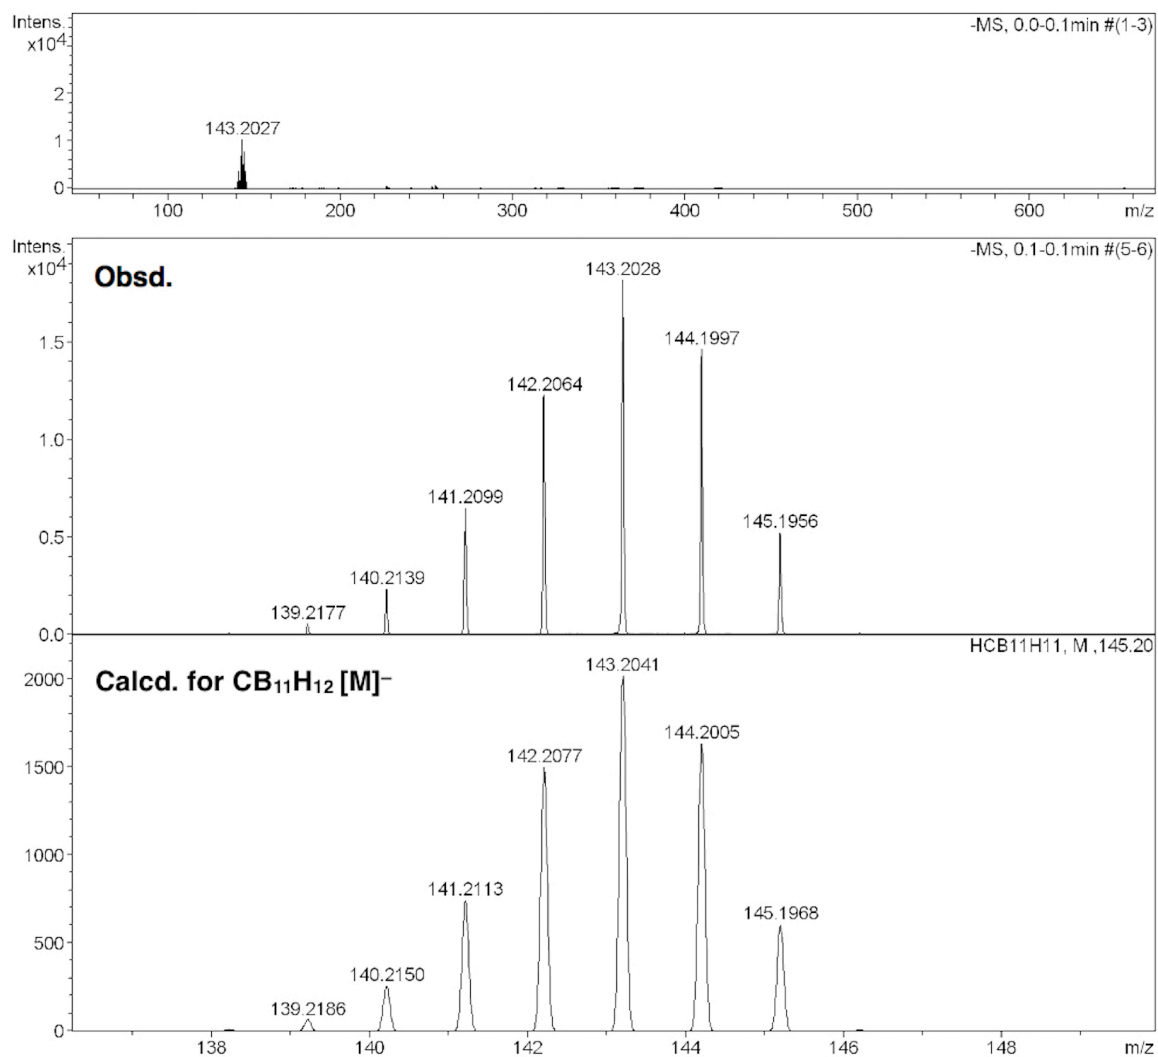 Intens.
x10⁴
-MS, 0.0-0.1min #(1-3)
2
143.2027
1
0
100 200 300 400 500 600 m/z
Intens.
x10⁴
-MS, 0.1-0.1min #(5-6)
Obsd.
143.2028
1.5
144.1997
142.2064
1.0
141.2099
145.1956
0.5
140.2139
139.2177
0.0
HCB11H11, M ,145.20
143.2041
Calcd. for CB₁₁H₁₂ [M]⁻
2000
144.2005
142.2077
1500
1000
141.2113
145.1968
500
140.2150
139.2186
0
138 140 142 144 146 148 m/z